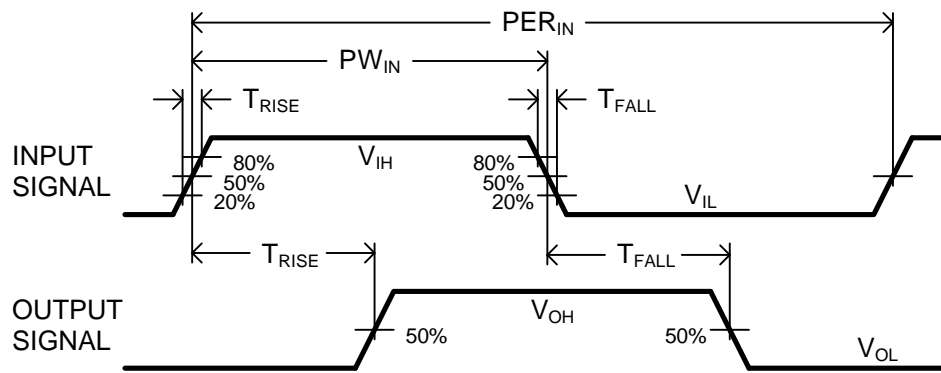 PER_IN
PW_IN
T_RISE
T_FALL
INPUT
SIGNAL
V_IH
80%
50%
20%
80%
50%
20%
V_IL
T_RISE
T_FALL
OUTPUT
SIGNAL
V_OH
50%
50%
V_OL